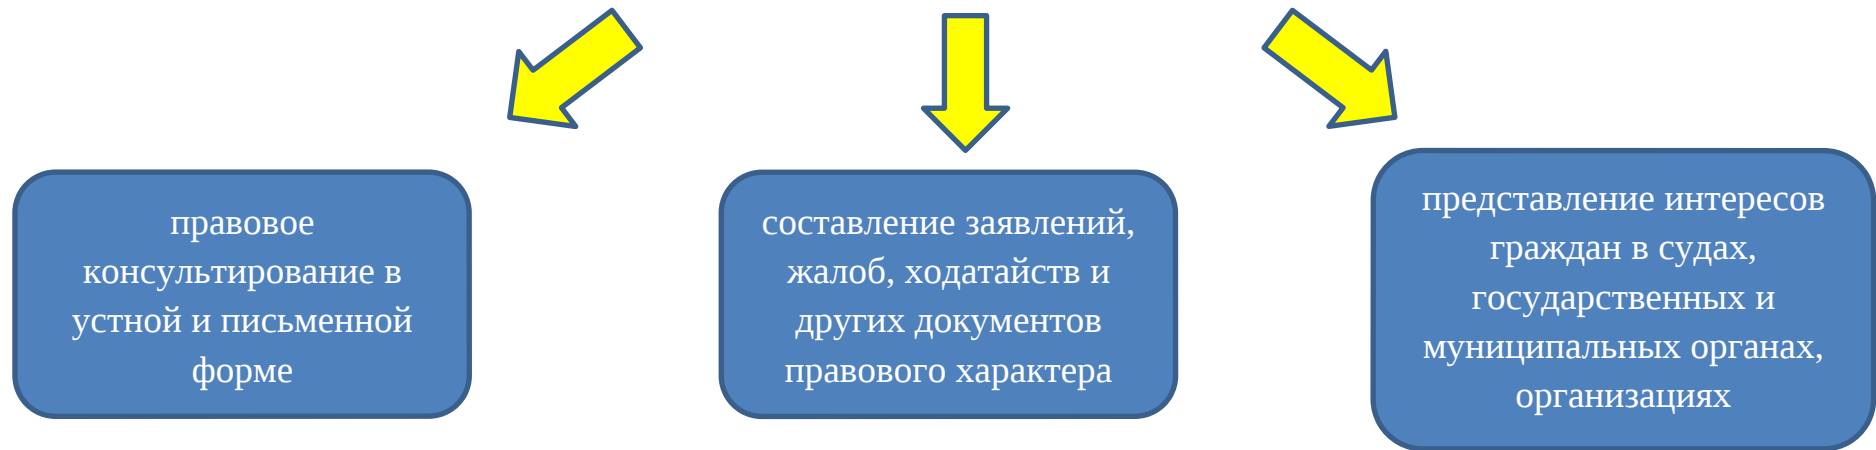 правовое
консультирование в
устной и письменной
форме
составление заявлений,
жалоб, ходатайств и
других документов
правового характера
представление интересов
граждан в судах,
государственных и
муниципальных органах,
организациях